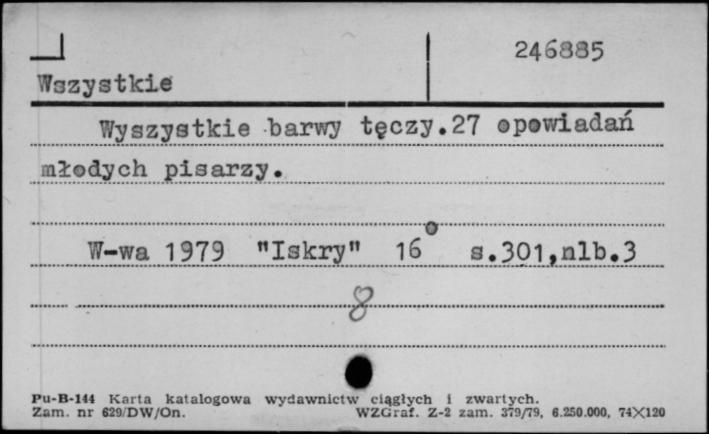 246885
Wszystkie
Wyszystkie barwy tęczy.27 opowiadań
młodych pisarzy.
W-wa 1979 "Iskry" 16° s.301,nlb.3
8
Pu-B-144 Karta katalogowa wydawnictw ciągłych i zwartych.
Zam. nr 629/DW/On. WZGraf. Z-2 zam. 379/79, 6.250.000, 74X120